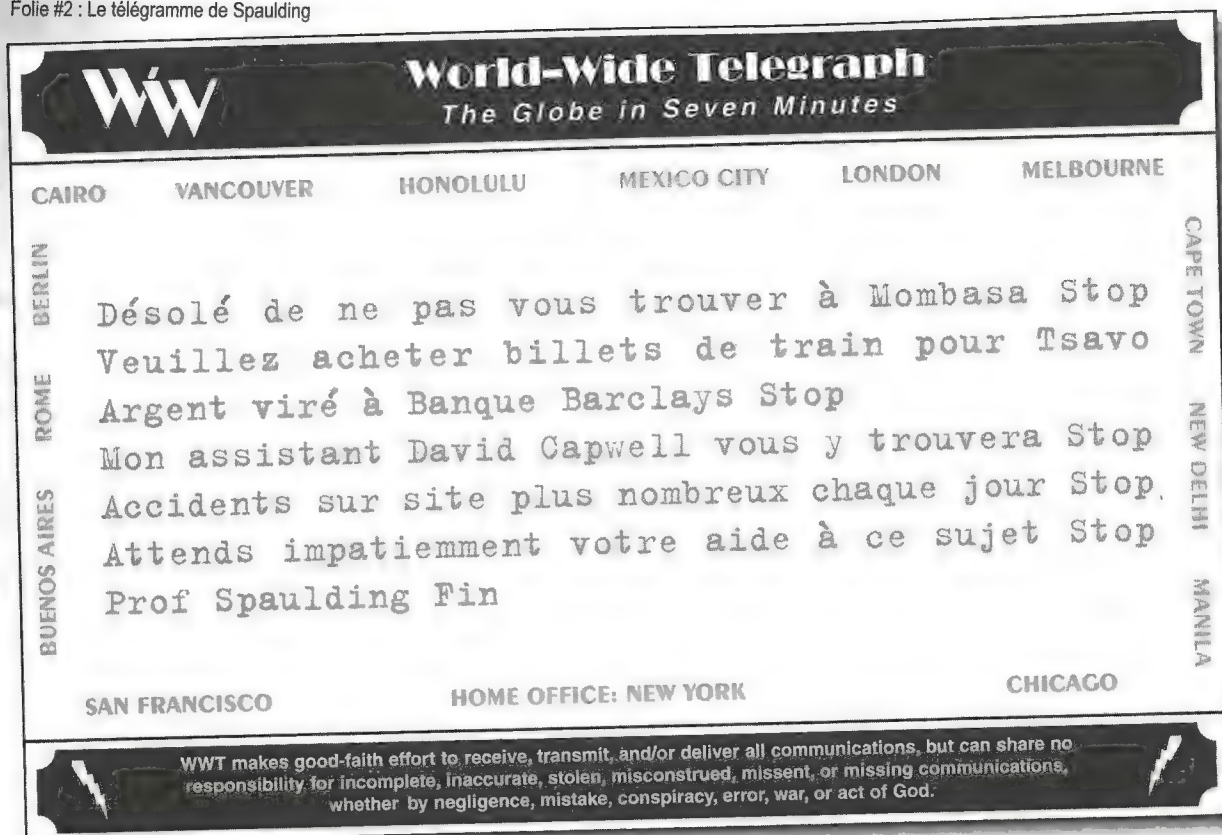 Folie #2 : Le télégramme de Spaulding
WW
World-Wide Telegraph
The Globe in Seven Minutes
CAIRO VANCOUVER HONOLULU MEXICO CITY LONDON MELBOURNE
BERLIN
ROME
BUENOS AIRES
Désolé de ne pas vous trouver à Mombasa Stop
Veuillez acheter billets de train pour Tsavo
Argent viré à Banque Barclays Stop
Mon assistant David Capwell vous y trouvera Stop
Accidents sur site plus nombreux chaque jour Stop
Attends impatiemment votre aide à ce sujet Stop
Prof Spaulding Fin
CAPE TOWN
NEW DELHI
MANILA
SAN FRANCISCO HOME OFFICE: NEW YORK CHICAGO
WWT makes good-faith effort to receive, transmit, and/or deliver all communications, but can share no
responsibility for incomplete, inaccurate, stolen, misconstrued, missent, or missing communications,
whether by negligence, mistake, conspiracy, error, war, or act of God.